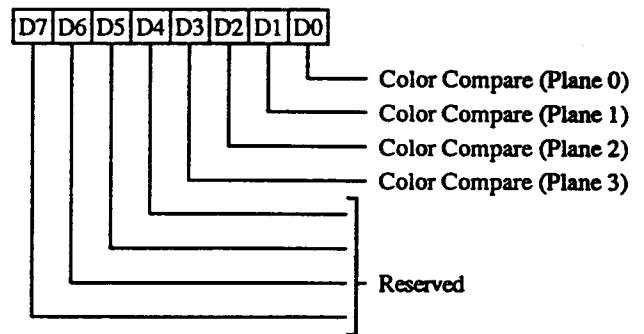 D7 D6 D5 D4 D3 D2 D1 D0
Color Compare (Plane 0)
Color Compare (Plane 1)
Color Compare (Plane 2)
Color Compare (Plane 3)
Reserved